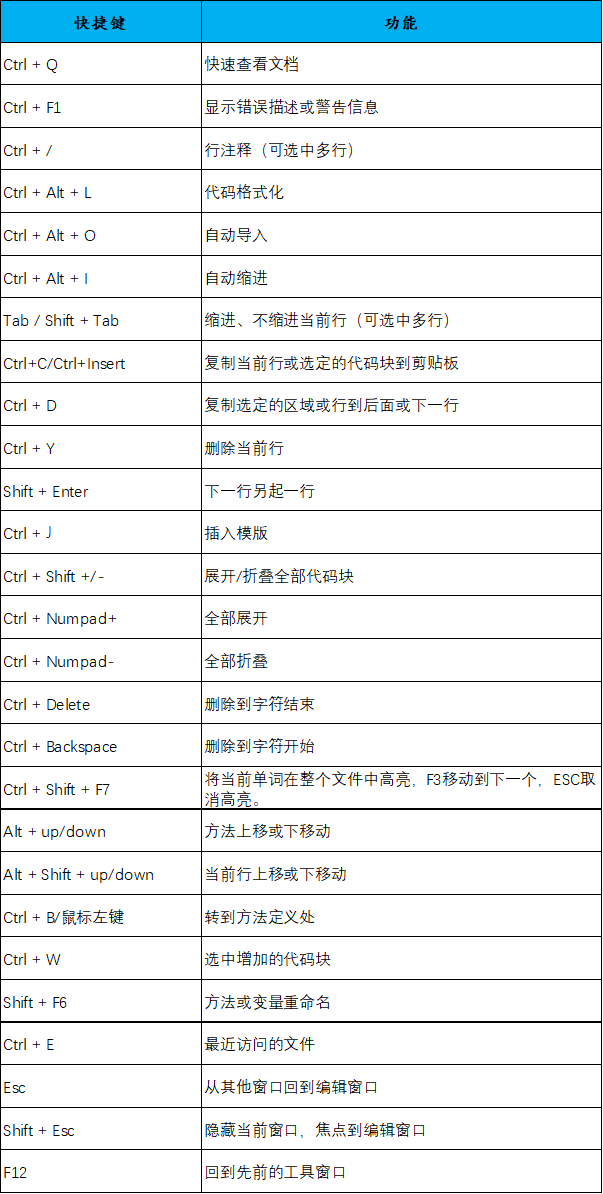 快捷键 功能
Ctrl + Q 快速查看文档
Ctrl + F1 显示错误描述或警告信息
Ctrl + / 行注释（可选中多行）
Ctrl + Alt + L 代码格式化
Ctrl + Alt + O 自动导入
Ctrl + Alt + I 自动缩进
Tab / Shift + Tab 缩进、不缩进当前行（可选中多行）
Ctrl+C/Ctrl+Insert 复制当前行或选定的代码块到剪贴板
Ctrl + D 复制选定的区域或行到后面或下一行
Ctrl + Y 删除当前行
Shift + Enter 下一行另起一行
Ctrl + J 插入模版
Ctrl + Shift +/- 展开/折叠全部代码块
Ctrl + Numpad+ 全部展开
Ctrl + Numpad- 全部折叠
Ctrl + Delete 删除到字符结束
Ctrl + Backspace 删除到字符开始
Ctrl + Shift + F7 将当前单词在整个文件中高亮，F3移动到下一个，ESC取
消高亮。
Alt + up/down 方法上移或下移动
Alt + Shift + up/down 当前行上移或下移动
Ctrl + B/鼠标左键 转到方法定义处
Ctrl + W 选中增加的代码块
Shift + F6 方法或变量重命名
Ctrl + E 最近访问的文件
Esc 从其他窗口回到编辑窗口
Shift + Esc 隐藏当前窗口，焦点到编辑窗口
F12 回到先前的工具窗口